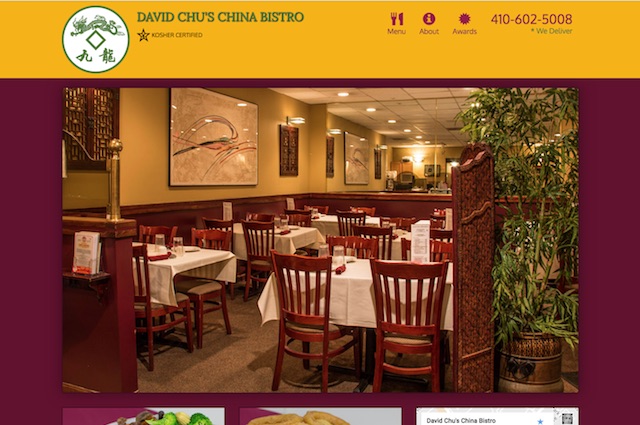 DAVID CHU'S CHINA BISTRO
KOSHER CERTIFIED
九 龍
Menu
About
Awards
410-602-5008
* We Deliver
David Chu's China Bistro